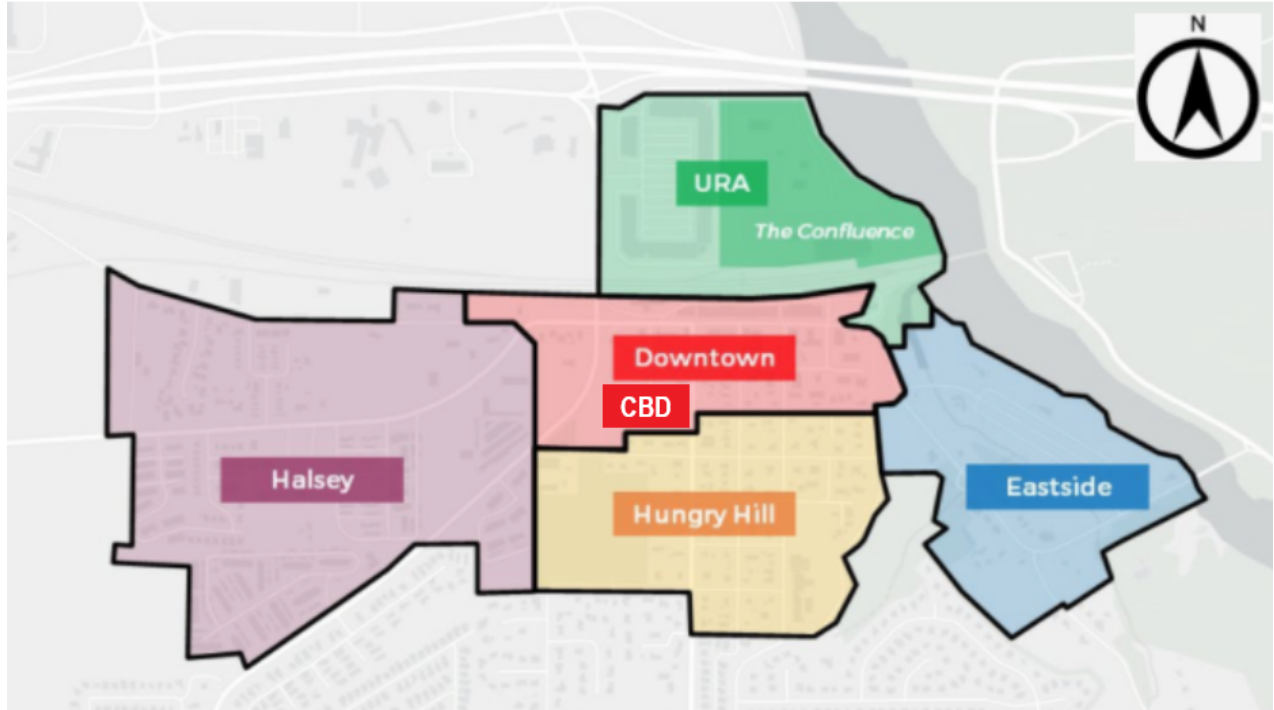 N
URA
The Confluence
Downtown
CBD
Halsey
Eastside
Hungry Hill